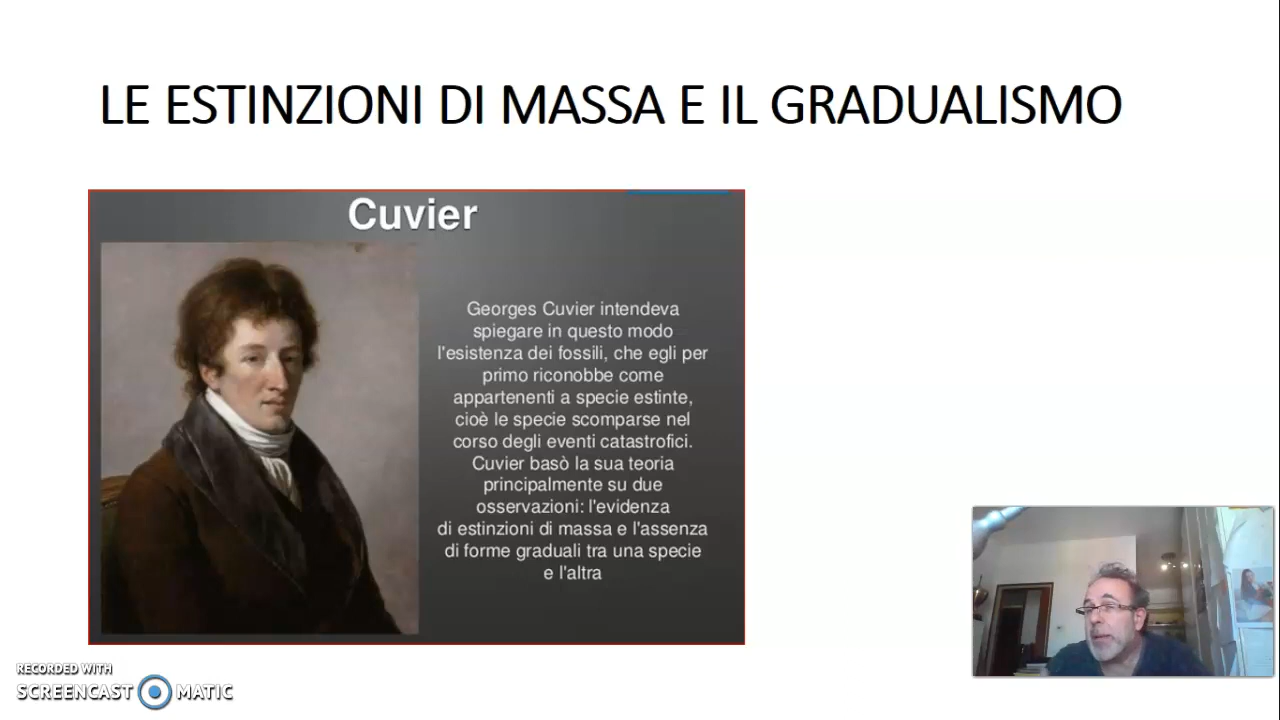 LE ESTINZIONI DI MASSA E IL GRADUALISMO
Cuvier
Georges Cuvier intendeva
spiegare in questo modo
l'esistenza dei fossili, che egli per
primo riconobbe come
appartenenti a specie estinte,
cioè le specie scomparse nel
corso degli eventi catastrofici.
Cuvier basò la sua teoria
principalmente su due
osservazioni: l'evidenza
di estinzioni di massa e l'assenza
di forme graduali tra una specie
e l'altra
RECORDED WITH
SCREENCAST MATIC